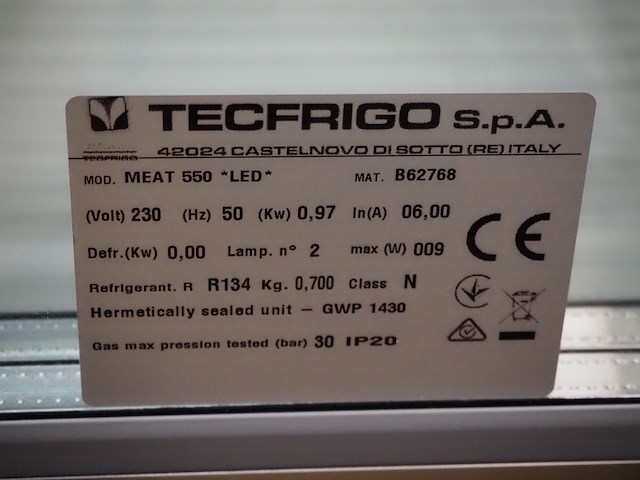 TECFRIGO S.p.A.
TECFRIGO
42024 CASTELNOVO DI SOTTO (RE) ITALY
MOD. MEAT 550 *LED* MAT. B62768
(Volt) 230 (Hz) 50 (Kw) 0,97 In(A) 06,00
Defr.(Kw) 0,00 Lamp. n° 2 max (W) 009
CE
Refrigerant. R R134 Kg. 0,700 Class N
Hermetically sealed unit – GWP 1430
Gas max pression tested (bar) 30 IP20